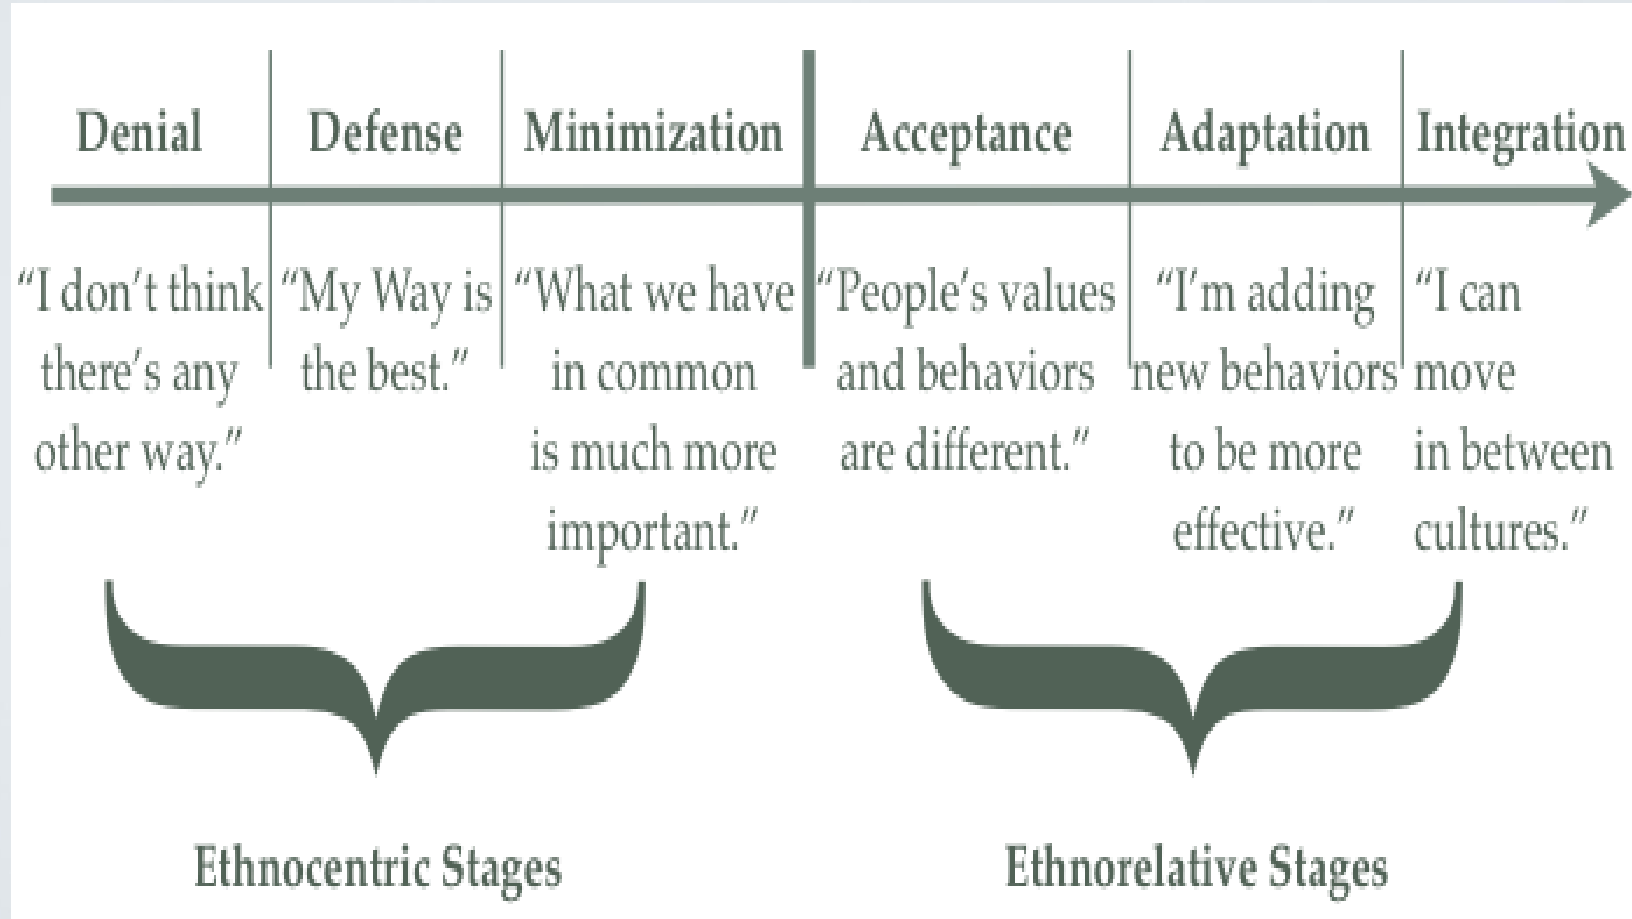 Denial
Defense
Minimization
Acceptance
Adaptation
Integration
“I don’t think
there’s any
other way.”
“My Way is
the best.”
“What we have
in common
is much more
important.”
“People’s values
and behaviors
are different.”
“I’m adding
new behaviors
to be more
effective.”
“I can
move
in between
cultures.”
Ethnocentric Stages
Ethnorelative Stages